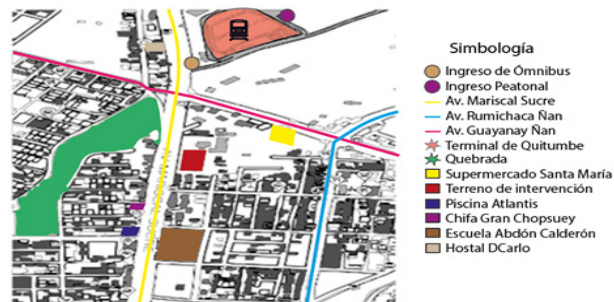 Simbología
Ingreso de Ómnibus
Ingreso Peatonal
Av. Mariscal Sucre
Av. Rumichaca Ñan
Av. Guayanay Ñan
Terminal de Quitumbe
Quebrada
Supermercado Santa María
Terreno de intervención
Piscina Atlantis
Chifa Gran Chopsuey
Escuela Abdón Calderón
Hostal DCarlo